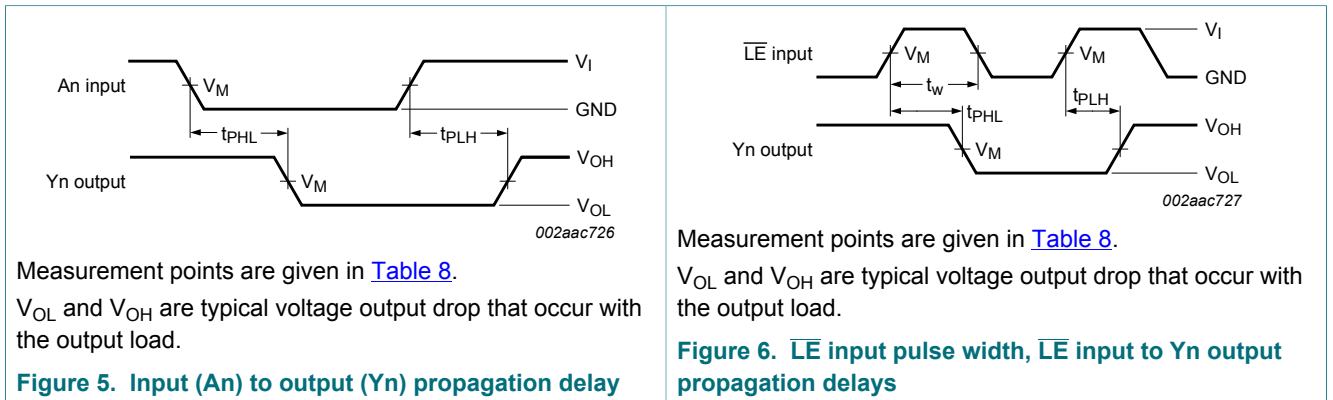 An input
V_M
V_I
GND
t_PHL
t_PLH
Yn output
V_M
V_OH
V_OL
002aac726
Measurement points are given in Table 8.
V_OL and V_OH are typical voltage output drop that occur with
the output load.
Figure 5. Input (An) to output (Yn) propagation delay
L̅E̅ input
V_M
V_M
V_I
GND
t_w
t_PHL
t_PLH
Yn output
V_M
V_OH
V_OL
002aac727
Measurement points are given in Table 8.
V_OL and V_OH are typical voltage output drop that occur with
the output load.
Figure 6. L̅E̅ input pulse width, L̅E̅ input to Yn output
propagation delays